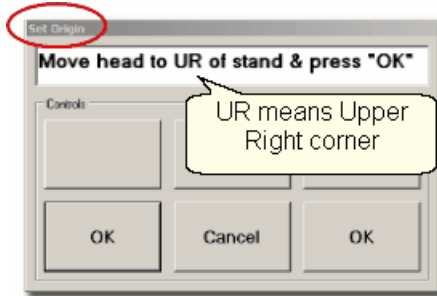 Set Origin
Move head to UR of stand & press "OK"
Controls
UR means Upper
Right corner
OK
Cancel
OK